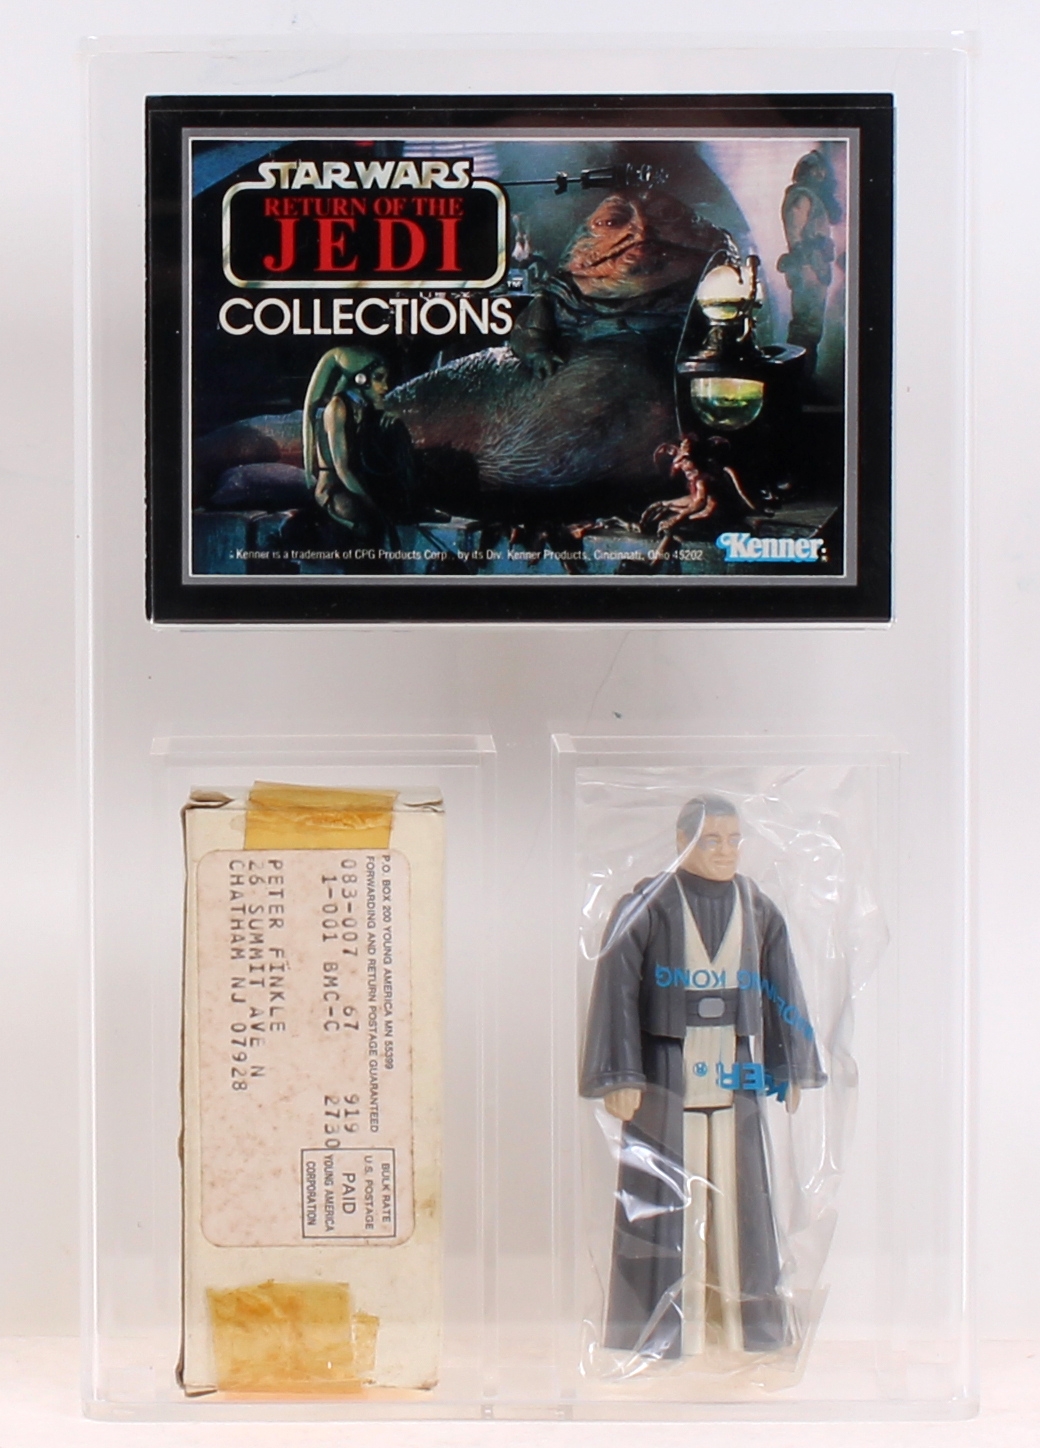 STAR WARS
RETURN OF THE
JEDI
COLLECTIONS
Kenner is a trademark of CPG Products Corp., by its Div. Kenner Products, Cincinnati, Ohio 45202
Kenner
P.O. BOX 200 YOUNG AMERICA MN 55399
FORWARDING AND RETURN POSTAGE GUARANTEED
083-007 67 919
1-001 BMC-C 2730
PETER FINKLE
26 SUMMIT AVE N
CHATHAM NJ 07928
BULK RATE
U.S. POSTAGE
PAID
YOUNG AMERICA
CORPORATION
KONG